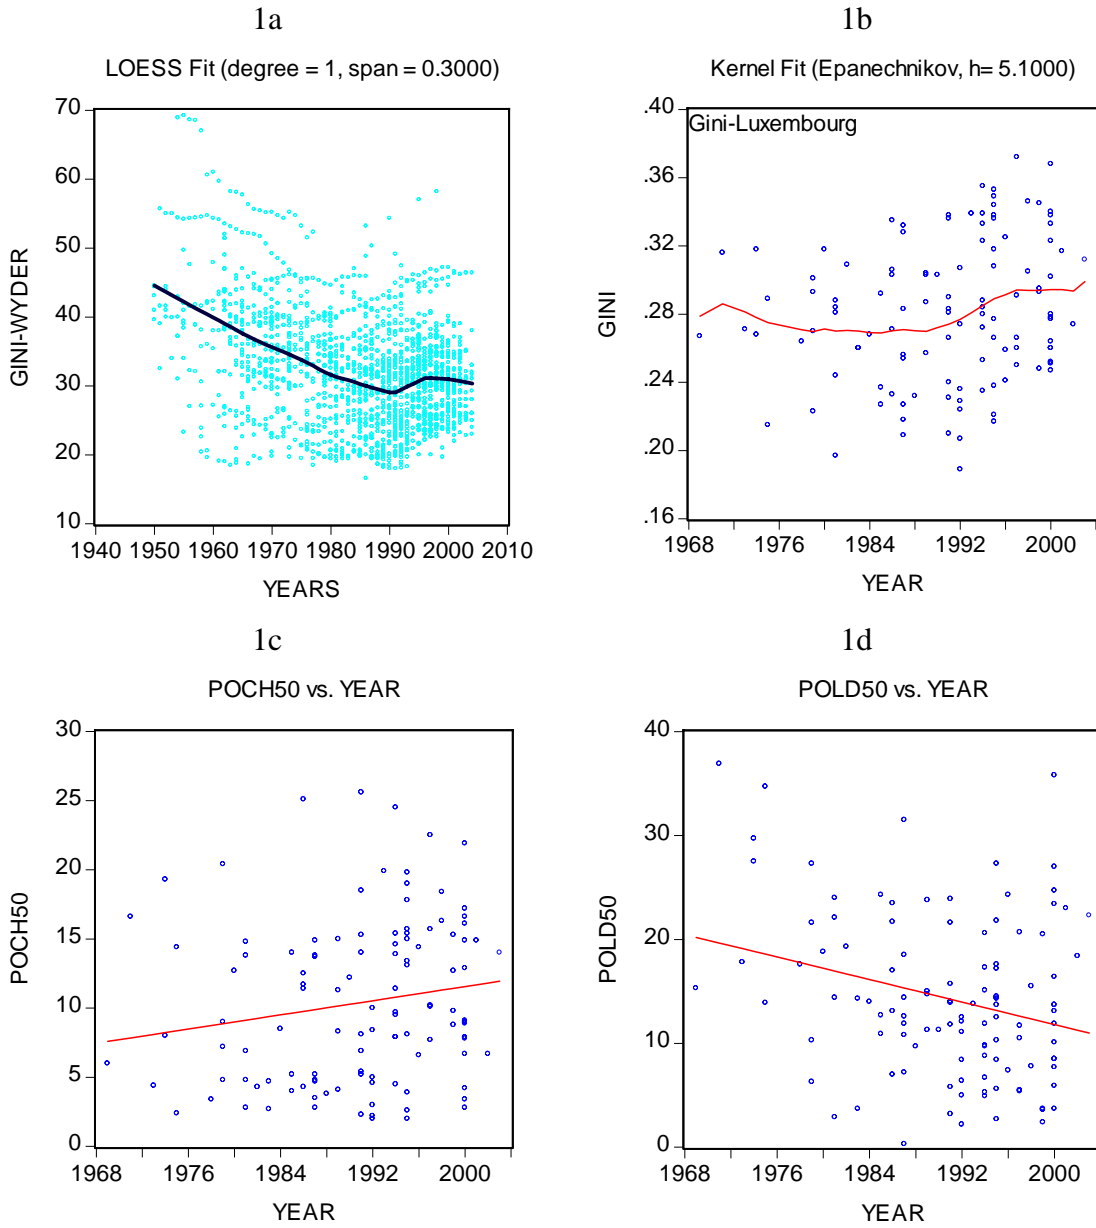 1a
LOESS Fit (degree = 1, span = 0.3000)
70
60
50
40
30
20
10
GINI-WYDER
1940 1950 1960 1970 1980 1990 2000 2010
YEARS
1b
Kernel Fit (Epanechnikov, h= 5.1000)
Gini-Luxembourg
.40
.36
.32
.28
.24
.20
.16
GINI
1968 1976 1984 1992 2000
YEAR
1c
POCH50 vs. YEAR
30
25
20
15
10
5
0
POCH50
1968 1976 1984 1992 2000
YEAR
1d
POLD50 vs. YEAR
40
30
20
10
0
POLD50
1968 1976 1984 1992 2000
YEAR